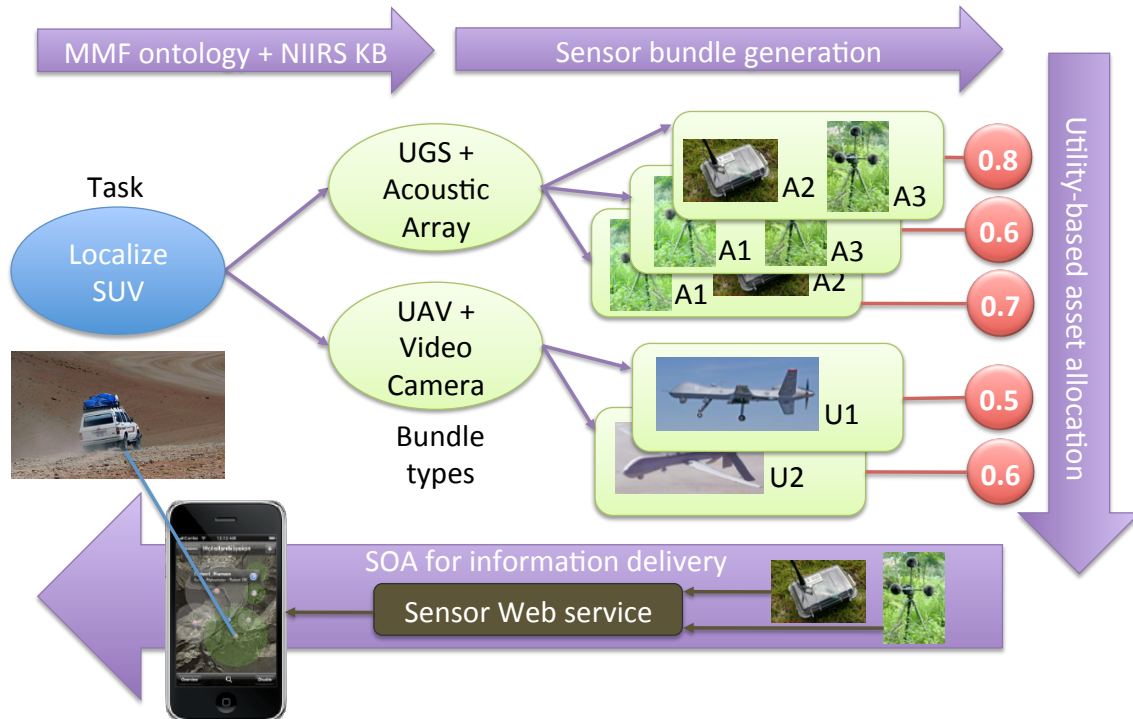 MMF ontology + NIIRS KB
Sensor bundle generation
Utility-based asset allocation
Task
Localize
SUV
UGS +
Acoustic
Array
UAV +
Video
Camera
Bundle
types
A2
A3
0.8
A1
A3
0.6
A1
A2
0.7
U1
0.5
U2
0.6
SOA for information delivery
Sensor Web service